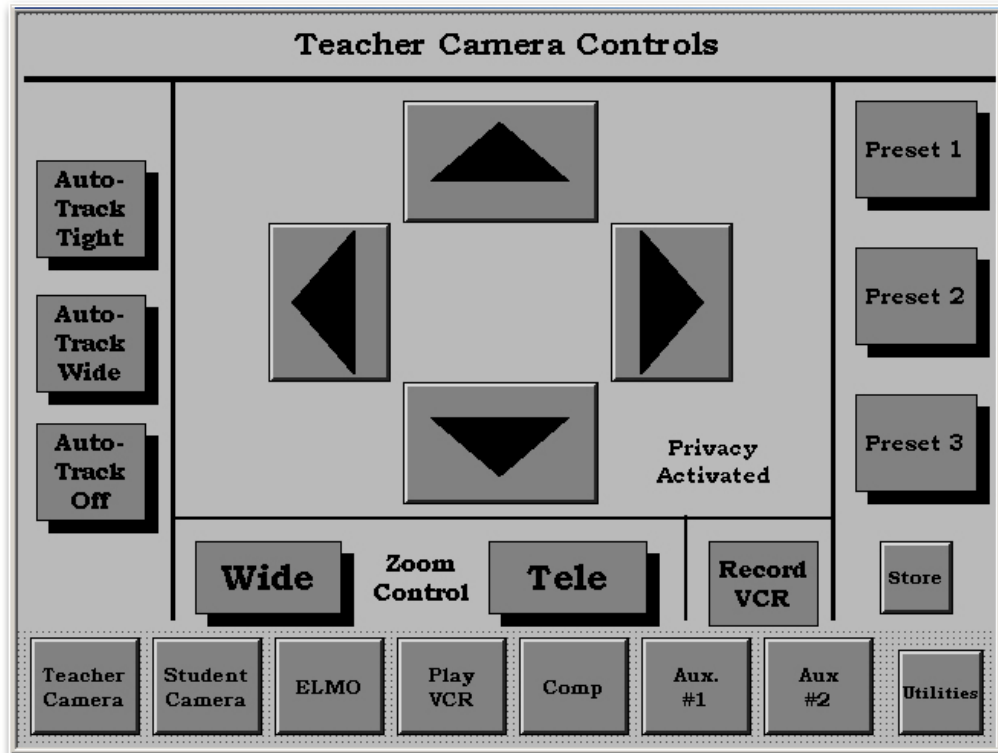 Teacher Camera Controls
Auto-
Track
Tight
Auto-
Track
Wide
Auto-
Track
Off
Privacy
Activated
Preset 1
Preset 2
Preset 3
Wide
Zoom
Control
Tele
Record
VCR
Store
Teacher
Camera
Student
Camera
ELMO
Play
VCR
Comp
Aux.
#1
Aux
#2
Utilities